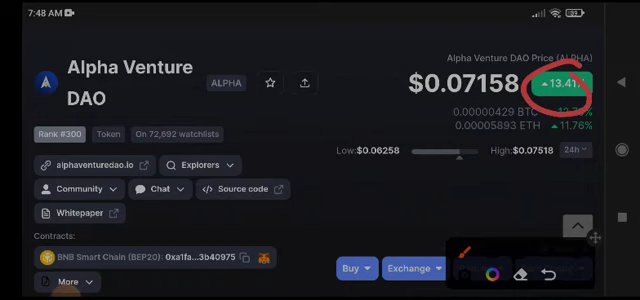 7:48 AM
Alpha Venture DAO Price (ALPHA)
Alpha Venture
DAO
ALPHA
$0.07158
0.00000429 BTC
0.00005893 ETH
11.76%
Rank #300
Token
On 72,692 watchlists
Low: $0.06258
High: $0.07518
24h
alphaventuredao.io
Explorers
Community
Chat
Source code
Whitepaper
Contracts:
BNB Smart Chain (BEP20): 0xa1fa...3b40975
More
Buy
Exchange